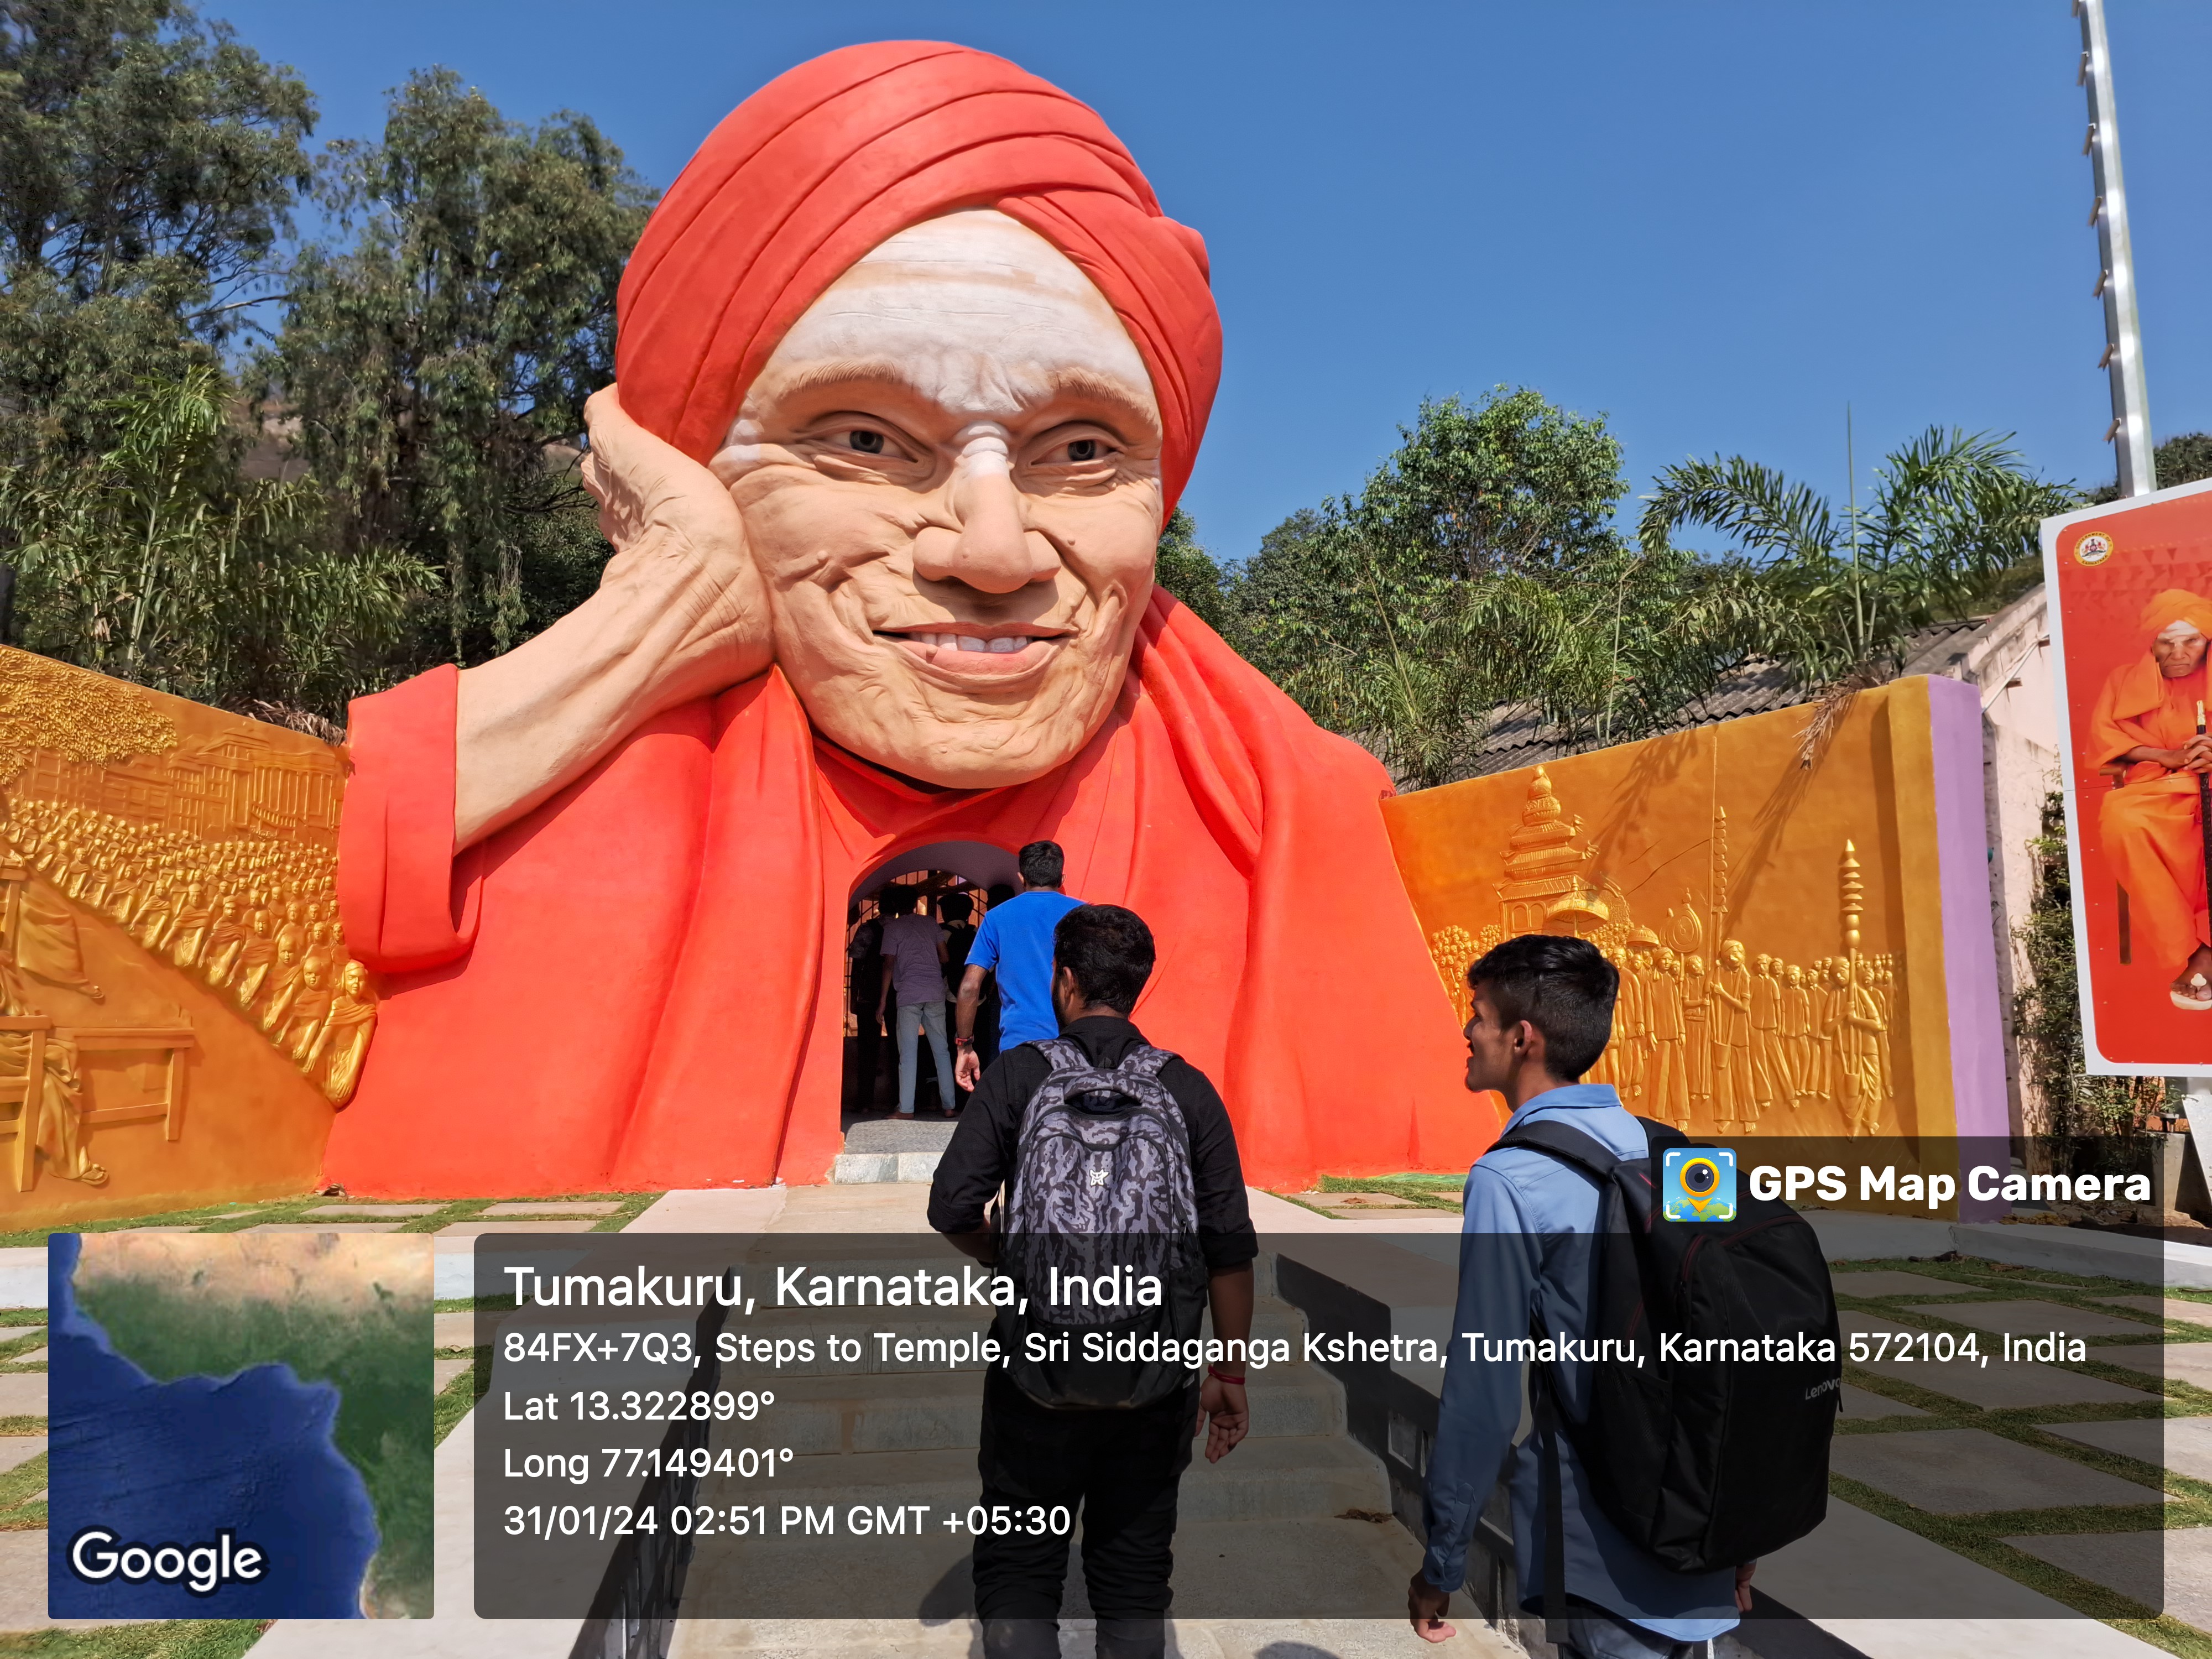 GPS Map Camera
Tumakuru, Karnataka, India
84FX+7Q3, Steps to Temple, Sri Siddaganga Kshetra, Tumakuru, Karnataka 572104, India
Lat 13.322899°
Long 77.149401°
31/01/24 02:51 PM GMT +05:30
Google
Lenovo